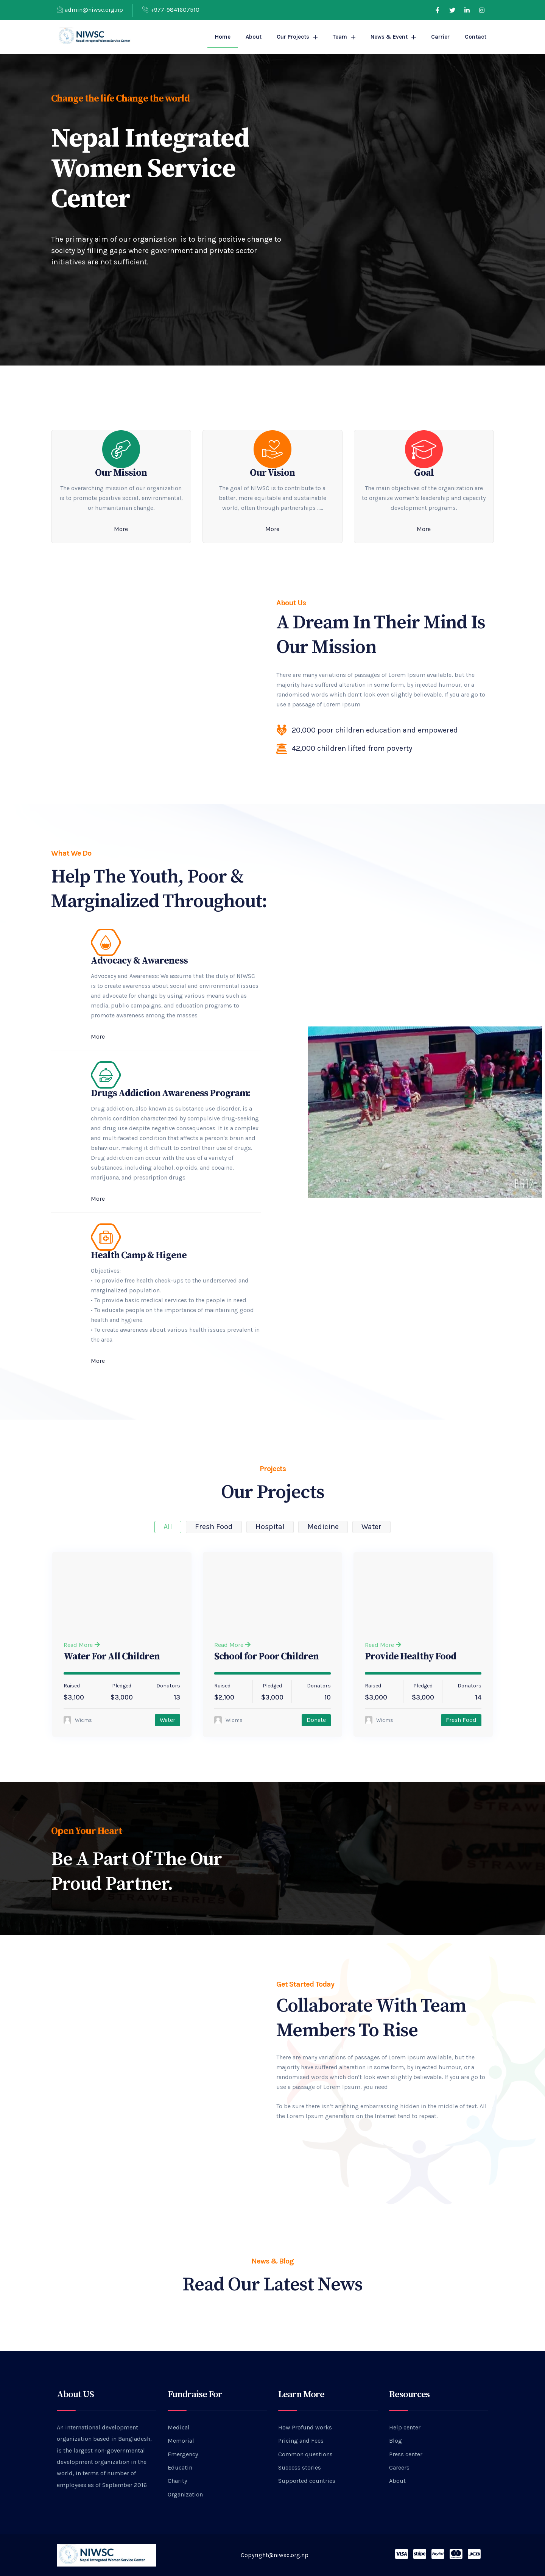 admin@niwsc.org.np
+977-9841607510
NIWSC
Nepal Intregated Women Service Center
Home
About
Our Projects
Team
News & Event
Carrier
Contact
Change the life Change the world
Nepal Integrated
Women Service
Center
The primary aim of our organization is to bring positive change to
society by filling gaps where government and private sector
initiatives are not sufficient.
Our Mission
The overarching mission of our organization
is to promote positive social, environmental,
or humanitarian change.
More
Our Vision
The goal of NIWSC is to contribute to a
better, more equitable and sustainable
world, often through partnerships .....
More
Goal
The main objectives of the organization are
to organize women's leadership and capacity
development programs,
More
About Us
A Dream In Their Mind Is
Our Mission
There are many variations of passages of Lorem Ipsum available, but the
majority have suffered alteration in some form, by injected humour, or a
randomised words which don't look even slightly believable. If you are go to
use a passage of Lorem Ipsum
20,000 poor children education and empowered
42,000 children lifted from poverty
What We Do
Help The Youth, Poor &
Marginalized Throughout:
Advocacy & Awareness
Advocacy and Awareness: We assume that the duty of NIWSC
is to create awareness about social and environmental issues
and advocate for change by using various means such as
media, public campaigns, and education programs to
promote awareness among the masses.
More
Drugs Addiction Awareness Program:
Drug addiction, also known as substance use disorder, is a
chronic condition characterized by compulsive drug-seeking
and drug use despite negative consequences. It is a complex
and multifaceted condition that affects a person's brain and
behaviour, making it difficult to control their use of drugs.
Drug addiction can occur with the use of a variety of
substances, including alcohol, opioids, and cocaine,
marijuana, and prescription drugs
More
Health Camp & Higene
Objectives:
• To provide free health check-ups to the underserved and
marginalized population.
• To provide basic medical services to the people in need.
• To educate people on the importance of maintaining good
health and hygiene.
• To create awareness about various health issues prevalent in
the area.
More
Projects
Our Projects
All
Fresh Food
Hospital
Medicine
Water
Read More
Water For All Children
Raised
Pledged
Donators
$3,100
$3,000
13
Wicms
Water
Read More
School for Poor Children
Raised
Pledged
Donators
$2,100
$3,000
10
Wicms
Donate
Read More
Provide Healthy Food
Raised
Pledged
Donators
$3,000
$3,000
14
Wicms
Fresh Food
Open Your Heart
Be A Part Of The Our
Proud Partner.
Get Started Today
Collaborate With Team
Members To Rise
There are many variations of passages of Lorem Ipsum available, but the
majority have suffered alteration in some form, by injected humour, or a
randomised words which don't look even slightly believable. If you are go to
use a passage of Lorem Ipsum, you need
To be sure there isn't anything embarrassing hidden in the middle of text. All
the Lorem Ipsum generators on the Internet tend to repeat.
News & Blog
Read Our Latest News
About US
An international development
organization based in Bangladesh,
is the largest non-governmental
development organization in the
world, in terms of number of
employees as of September 2016
Fundraise For
Medical
Memorial
Emergency
Educatin
Charity
Organization
Learn More
How Profund works
Pricing and Fees
Common questions
Success stories
Supported countries
Resources
Help center
Blog
Press center
Careers
About
NIWSC
Nepal Intregated Women Service Center
Copyright@niwsc.org.np
VISA
stripe
PayPal
JCB